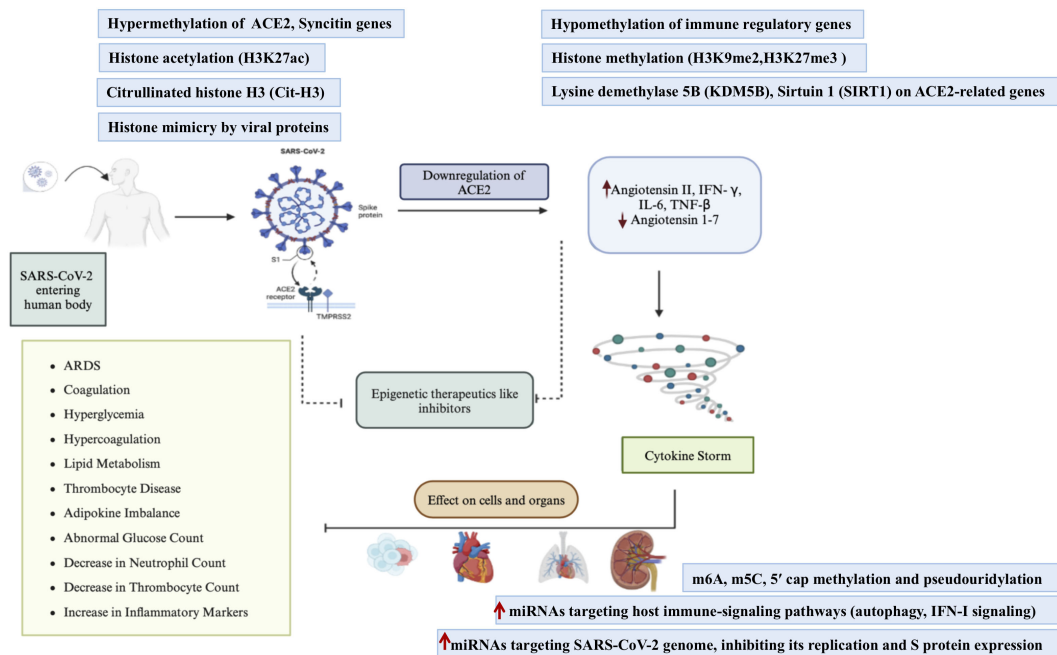 Hypermethylation of ACE2, Syncitin genes
Histone acetylation (H3K27ac)
Citrullinated histone H3 (Cit-H3)
Histone mimicry by viral proteins
Hypomethylation of immune regulatory genes
Histone methylation (H3K9me2,H3K27me3 )
Lysine demethylase 5B (KDM5B), Sirtuin 1 (SIRT1) on ACE2-related genes
SARS-CoV-2
Spike
protein
S1
ACE2
receptor
TMPRSS2
Downregulation of
ACE2
Angiotensin II, IFN- γ,
IL-6, TNF-β
Angiotensin 1-7
SARS-CoV-2
entering
human body
• ARDS
• Coagulation
• Hyperglycemia
• Hypercoagulation
• Lipid Metabolism
• Thrombocyte Disease
• Adipokine Imbalance
• Abnormal Glucose Count
• Decrease in Neutrophil Count
• Decrease in Thrombocyte Count
• Increase in Inflammatory Markers
Epigenetic therapeutics like
inhibitors
Cytokine Storm
Effect on cells and organs
m6A, m5C, 5′ cap methylation and pseudouridylation
miRNAs targeting host immune-signaling pathways (autophagy, IFN-I signaling)
miRNAs targeting SARS-CoV-2 genome, inhibiting its replication and S protein expression